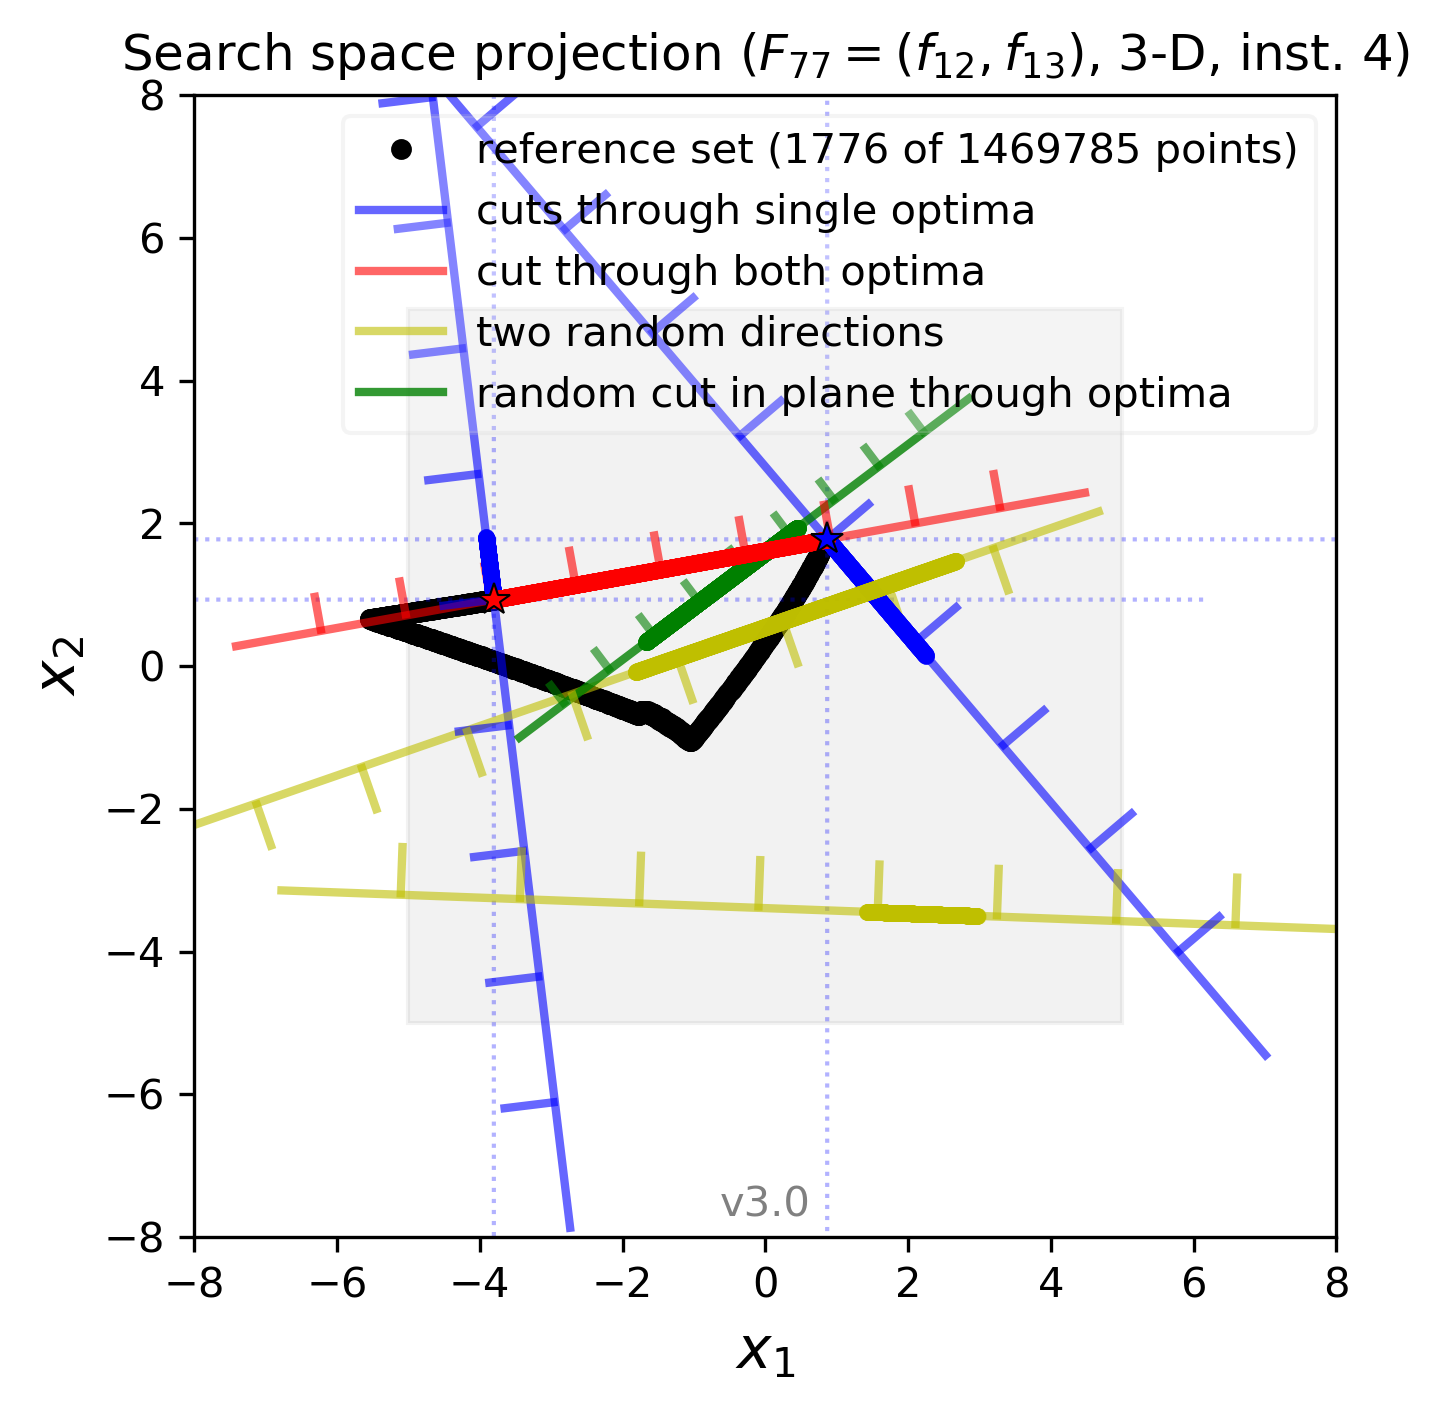 Search space projection (F77 = (f12, f13), 3-D, inst. 4)
reference set (1776 of 1469785 points)
cuts through single optima
cut through both optima
two random directions
random cut in plane through optima
8
6
4
2
0
−2
−4
−6
−8
x2
v3.0
−8 −6 −4 −2 0 2 4 6 8
x1